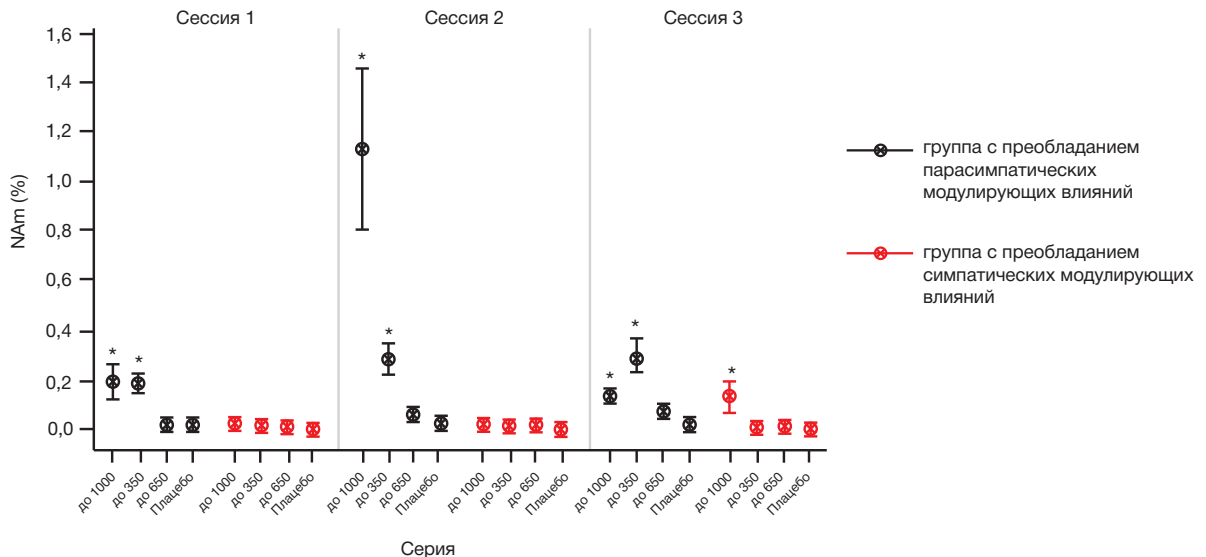 Сессия 1
Сессия 2
Сессия 3
1,6
1,4
1,2
1,0
0,8
0,6
0,4
0,2
0,0
NAm (%)
*
*
*
*
*
*
*
до 1000
до 350
до 650
Плацебо
до 1000
до 350
до 650
Плацебо
до 1000
до 350
до 650
Плацебо
до 1000
до 350
до 650
Плацебо
до 1000
до 350
до 650
Плацебо
до 1000
до 350
до 650
Плацебо
Серия
группа с преобладанием
парасимпатических
модулирующих влияний
группа с преобладанием
симпатических модулирующих
влияний